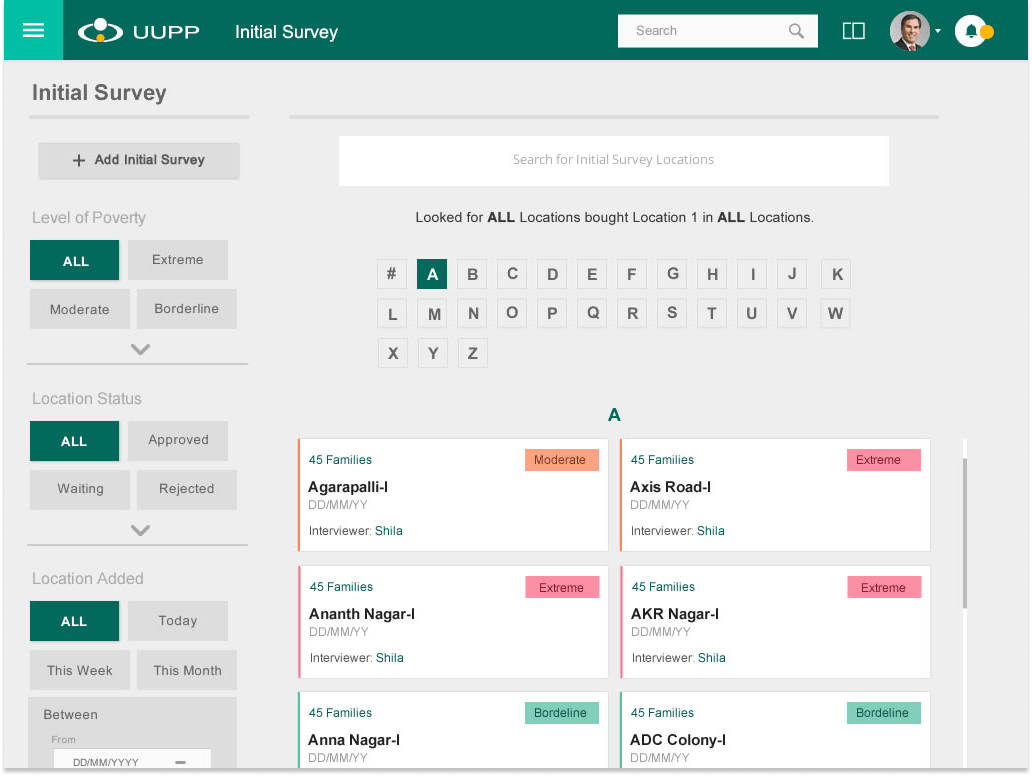 UUPP
Initial Survey
Search
Initial Survey
+ Add Initial Survey
Level of Poverty
ALL
Extreme
Moderate
Borderline
Location Status
ALL
Approved
Waiting
Rejected
Location Added
ALL
Today
This Week
This Month
Between
From
DD/MM/YYYY
Search for Initial Survey Locations
Looked for ALL Locations bought Location 1 in ALL Locations.
# A B C D E F G H I J K
L M N O P Q R S T U V W
X Y Z
A
45 Families
Moderate
Agarapalli-I
DD/MM/YY
Interviewer: Shila
45 Families
Extreme
Axis Road-I
DD/MM/YY
Interviewer: Shila
45 Families
Extreme
Ananth Nagar-I
DD/MM/YY
Interviewer: Shila
45 Families
Extreme
AKR Nagar-I
DD/MM/YY
Interviewer: Shila
45 Families
Bordeline
Anna Nagar-I
DD/MM/YY
45 Families
Bordeline
ADC Colony-I
DD/MM/YY